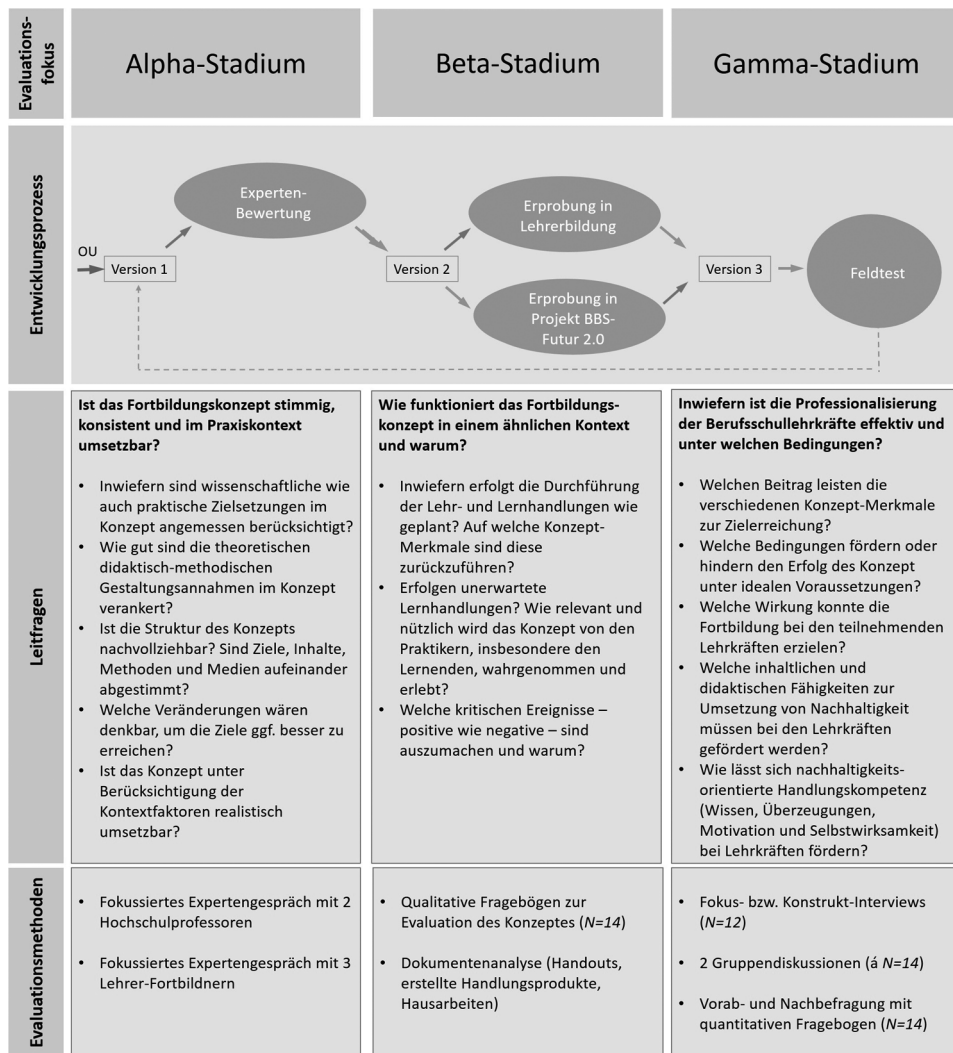 Evaluations-
fokus
Alpha-Stadium
Beta-Stadium
Gamma-Stadium
Entwicklungsprozess
OU
Version 1
Experten-
Bewertung
Version 2
Erprobung in
Lehrerbildung
Erprobung in
Projekt BBS-
Futur 2.0
Version 3
Feldtest
Leitfragen
Ist das Fortbildungskonzept stimmig,
konsistent und im Praxiskontext
umsetzbar?
• Inwiefern sind wissenschaftliche wie
auch praktische Zielsetzungen im
Konzept angemessen berücksichtigt?
• Wie gut sind die theoretischen
didaktisch-methodischen
Gestaltungsannahmen im Konzept
verankert?
• Ist die Struktur des Konzepts
nachvollziehbar? Sind Ziele, Inhalte,
Methoden und Medien aufeinander
abgestimmt?
• Welche Veränderungen wären
denkbar, um die Ziele ggf. besser zu
erreichen?
• Ist das Konzept unter
Berücksichtigung der
Kontextfaktoren realistisch
umsetzbar?
Wie funktioniert das Fortbildungs-
konzept in einem ähnlichen Kontext
und warum?
• Inwiefern erfolgt die Durchführung
der Lehr- und Lernhandlungen wie
geplant? Auf welche Konzept-
Merkmale sind diese
zurückzuführen?
• Erfolgen unerwartete
Lernhandlungen? Wie relevant und
nützlich wird das Konzept von den
Praktikern, insbesondere den
Lernenden, wahrgenommen und
erlebt?
• Welche kritischen Ereignisse –
positive wie negative – sind
auszumachen und warum?
Inwiefern ist die Professionalisierung
der Berufsschullehrkräfte effektiv und
unter welchen Bedingungen?
• Welchen Beitrag leisten die
verschiedenen Konzept-Merkmale
zur Zielerreichung?
• Welche Bedingungen fördern oder
hindern den Erfolg des Konzept
unter idealen Voraussetzungen?
• Welche Wirkung konnte die
Fortbildung bei den teilnehmenden
Lehrkräften erzielen?
• Welche inhaltlichen und
didaktischen Fähigkeiten zur
Umsetzung von Nachhaltigkeit
müssen bei den Lehrkräften
gefördert werden?
• Wie lässt sich nachhaltigkeits-
orientierte Handlungskompetenz
(Wissen, Überzeugungen,
Motivation und Selbstwirksamkeit)
bei Lehrkräften fördern?
Evaluationsmethoden
• Fokussiertes Expertengespräch mit 2
Hochschulprofessoren
• Fokussiertes Expertengespräch mit 3
Lehrer-Fortbildnern
• Qualitative Fragebögen zur
Evaluation des Konzeptes (N=14)
• Dokumentenanalyse (Handouts,
erstellte Handlungsprodukte,
Hausarbeiten)
• Fokus- bzw. Konstrukt-Interviews
(N=12)
• 2 Gruppendiskussionen (á N=14)
• Vorab- und Nachbefragung mit
quantitativen Fragebogen (N=14)